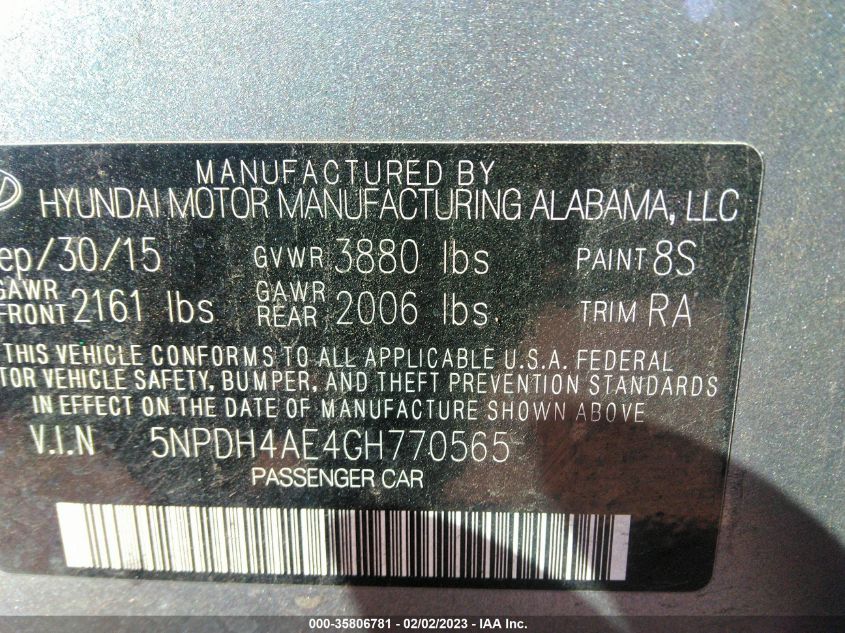 MANUFACTURED BY
HYUNDAI MOTOR MANUFACTURING ALABAMA, LLC
ep/30/15 GVWR 3880 lbs PAINT 8S
GAWR FRONT 2161 lbs GAWR REAR 2006 lbs TRIM RA
THIS VEHICLE CONFORMS TO ALL APPLICABLE U.S.A. FEDERAL
TOR VEHICLE SAFETY, BUMPER, AND THEFT PREVENTION STANDARDS
IN EFFECT ON THE DATE OF MANUFACTURE SHOWN ABOVE
V.I.N 5NPDH4AE4GH770565
PASSENGER CAR
000-35806781 - 02/02/2023 - IAA Inc.